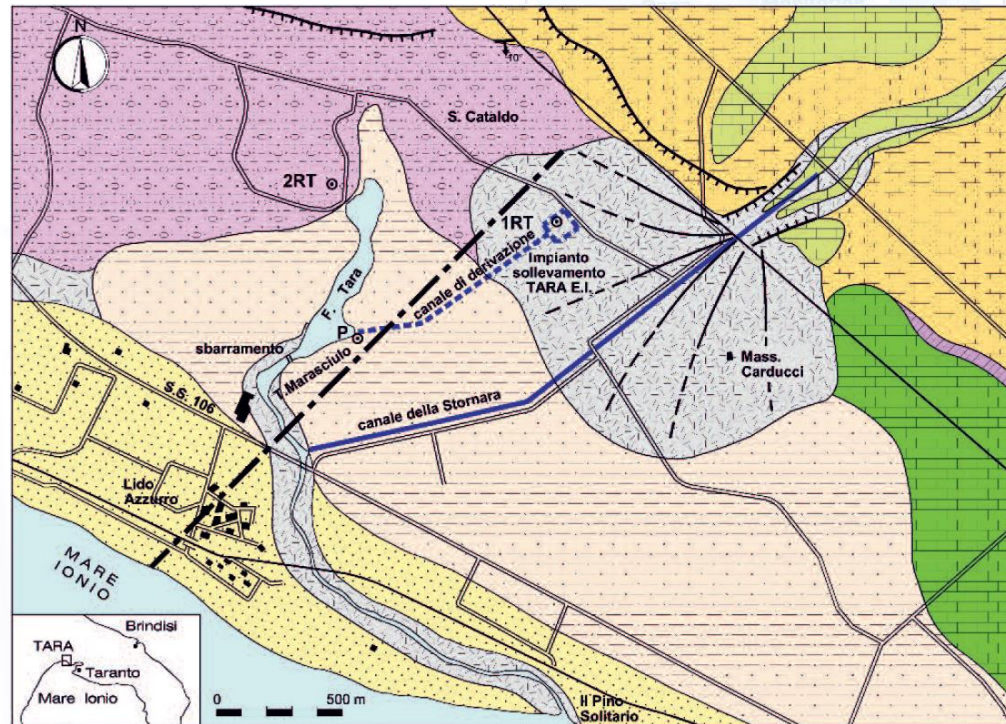 N
10°
S. Cataldo
2RT
1RT
Impianto
sollevamento
TARA E.I.
canale di derivazione
F. Tara
P
sbarramento
T.Marasciulo
Mass.
Carducci
S.S. 106
canale della Stornara
Lido
Azzurro
MARE
IONIO
Brindisi
TARA
Taranto
Mare Ionio
0 500 m
Il Pino
Solitario